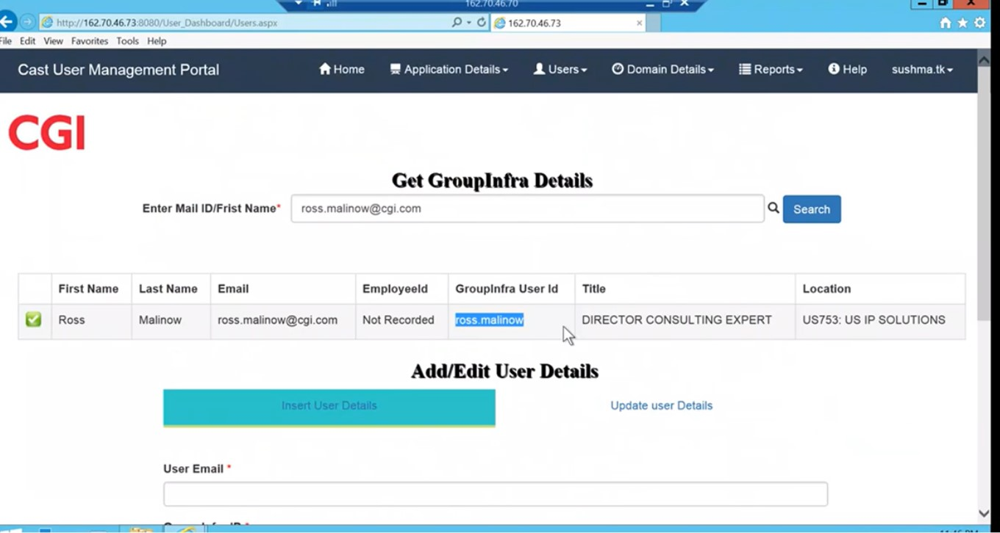 162.70.46.70
http://162.70.46.73:8080/User_Dashboard/Users.aspx
162.70.46.73
File Edit View Favorites Tools Help
Cast User Management Portal Home Application Details Users Domain Details Reports Help sushma.tk
CGI
Get GroupInfra Details
Enter Mail ID/Frist Name* ross.malinow@cgi.com Search
First Name Last Name Email EmployeeId GroupInfra User Id Title Location
Ross Malinow ross.malinow@cgi.com Not Recorded ross.malinow DIRECTOR CONSULTING EXPERT US753: US IP SOLUTIONS
Add/Edit User Details
Insert User Details Update user Details
User Email *